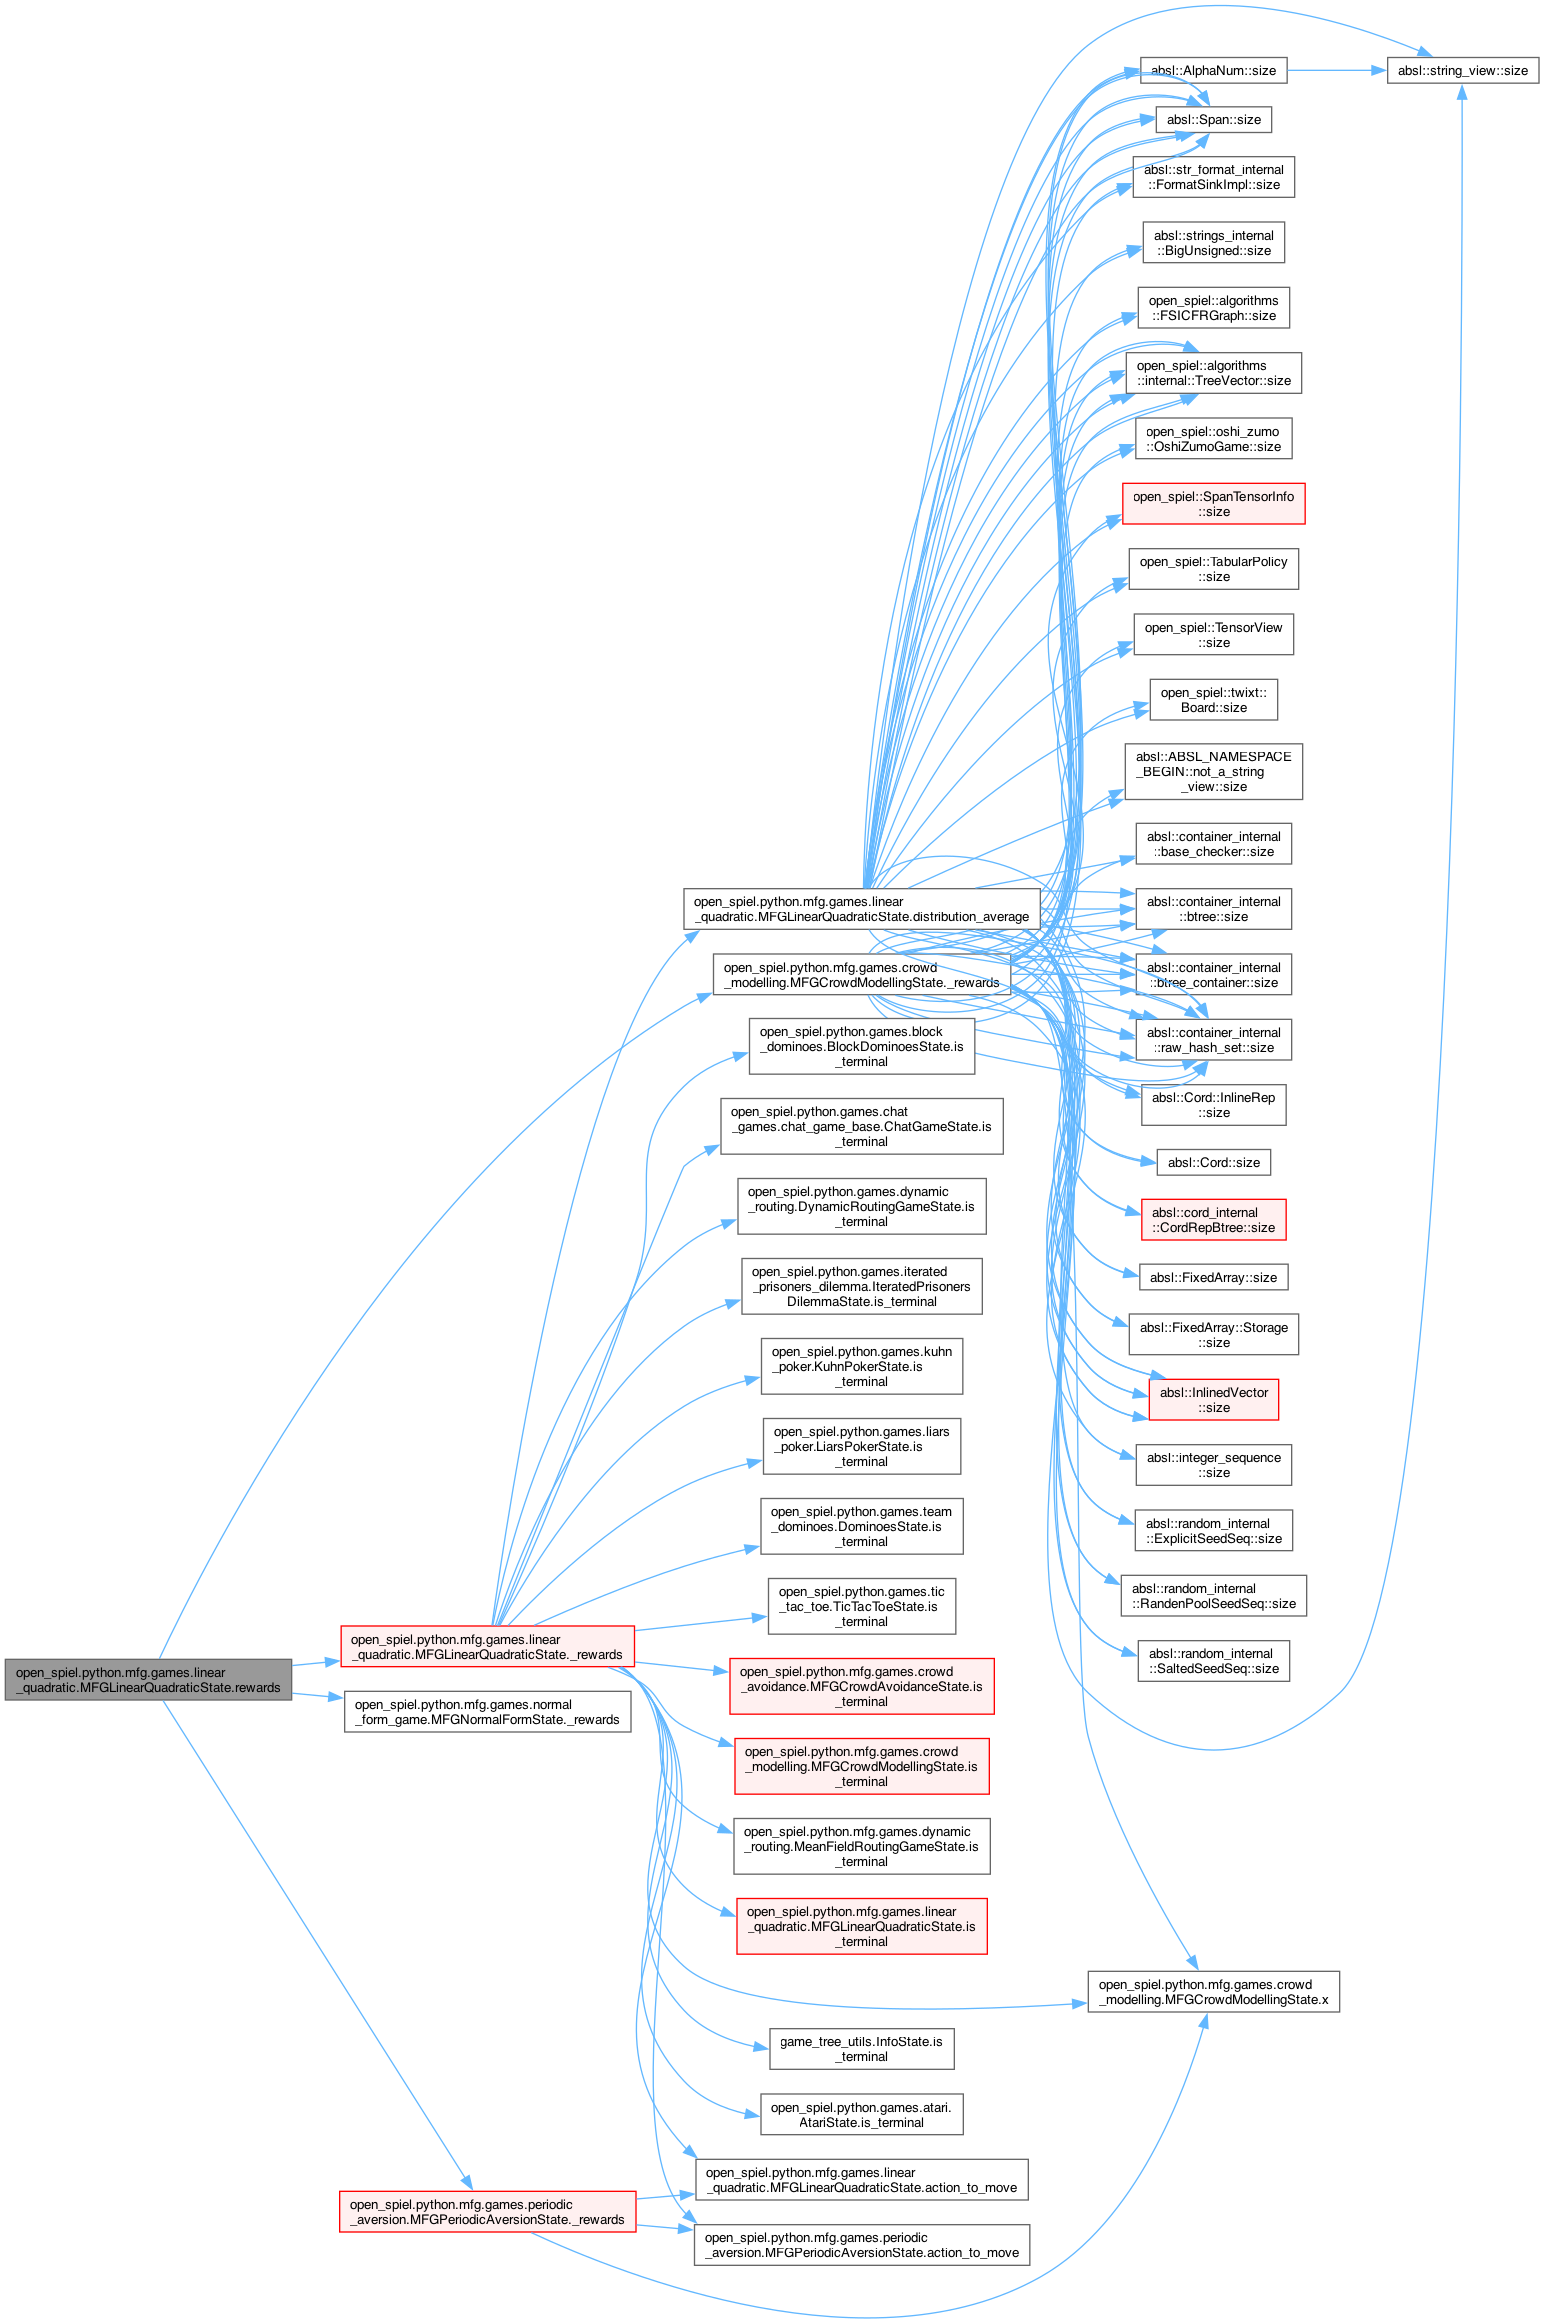 absl::AlphaNum::size
absl::string_view::size
absl::Span::size
absl::str_format_internal
::FormatSinkImpl::size
absl::strings_internal
::BigUnsigned::size
open_spiel::algorithms
::FSICFRGraph::size
open_spiel::algorithms
::internal::TreeVector::size
open_spiel::oshi_zumo
::OshiZumoGame::size
open_spiel::SpanTensorInfo
::size
open_spiel::TabularPolicy
::size
open_spiel::TensorView
::size
open_spiel::twixt::
Board::size
absl::ABSL_NAMESPACE
_BEGIN::not_a_string
_view::size
absl::container_internal
::base_checker::size
open_spiel.python.mfg.games.linear
_quadratic.MFGLinearQuadraticState.distribution_average
absl::container_internal
::btree::size
open_spiel.python.mfg.games.crowd
_modelling.MFGCrowdModellingState._rewards
absl::container_internal
::btree_container::size
open_spiel.python.games.block
_dominoes.BlockDominoesState.is
_terminal
absl::container_internal
::raw_hash_set::size
absl::Cord::InlineRep
::size
open_spiel.python.games.chat
_games.chat_game_base.ChatGameState.is
_terminal
absl::Cord::size
open_spiel.python.games.dynamic
_routing.DynamicRoutingGameState.is
_terminal
absl::cord_internal
::CordRepBtree::size
absl::FixedArray::size
open_spiel.python.games.iterated
_prisoners_dilemma.IteratedPrisoners
DilemmaState.is_terminal
absl::FixedArray::Storage
::size
open_spiel.python.games.kuhn
_poker.KuhnPokerState.is
_terminal
absl::InlinedVector
::size
open_spiel.python.games.liars
_poker.LiarsPokerState.is
_terminal
absl::integer_sequence
::size
open_spiel.python.games.team
_dominoes.DominoesState.is
_terminal
absl::random_internal
::ExplicitSeedSeq::size
open_spiel.python.games.tic
_tac_toe.TicTacToeState.is
_terminal
absl::random_internal
::RandenPoolSeedSeq::size
open_spiel.python.mfg.games.linear
_quadratic.MFGLinearQuadraticState._rewards
absl::random_internal
::SaltedSeedSeq::size
open_spiel.python.mfg.games.linear
_quadratic.MFGLinearQuadraticState.rewards
open_spiel.python.mfg.games.crowd
_avoidance.MFGCrowdAvoidanceState.is
_terminal
open_spiel.python.mfg.games.normal
_form_game.MFGNormalFormState._rewards
open_spiel.python.mfg.games.crowd
_modelling.MFGCrowdModellingState.is
_terminal
open_spiel.python.mfg.games.dynamic
_routing.MeanFieldRoutingGameState.is
_terminal
open_spiel.python.mfg.games.linear
_quadratic.MFGLinearQuadraticState.is
_terminal
open_spiel.python.mfg.games.crowd
_modelling.MFGCrowdModellingState.x
game_tree_utils.InfoState.is
_terminal
open_spiel.python.games.atari.
AtariState.is_terminal
open_spiel.python.mfg.games.linear
_quadratic.MFGLinearQuadraticState.action_to_move
open_spiel.python.mfg.games.periodic
_aversion.MFGPeriodicAversionState._rewards
open_spiel.python.mfg.games.periodic
_aversion.MFGPeriodicAversionState.action_to_move